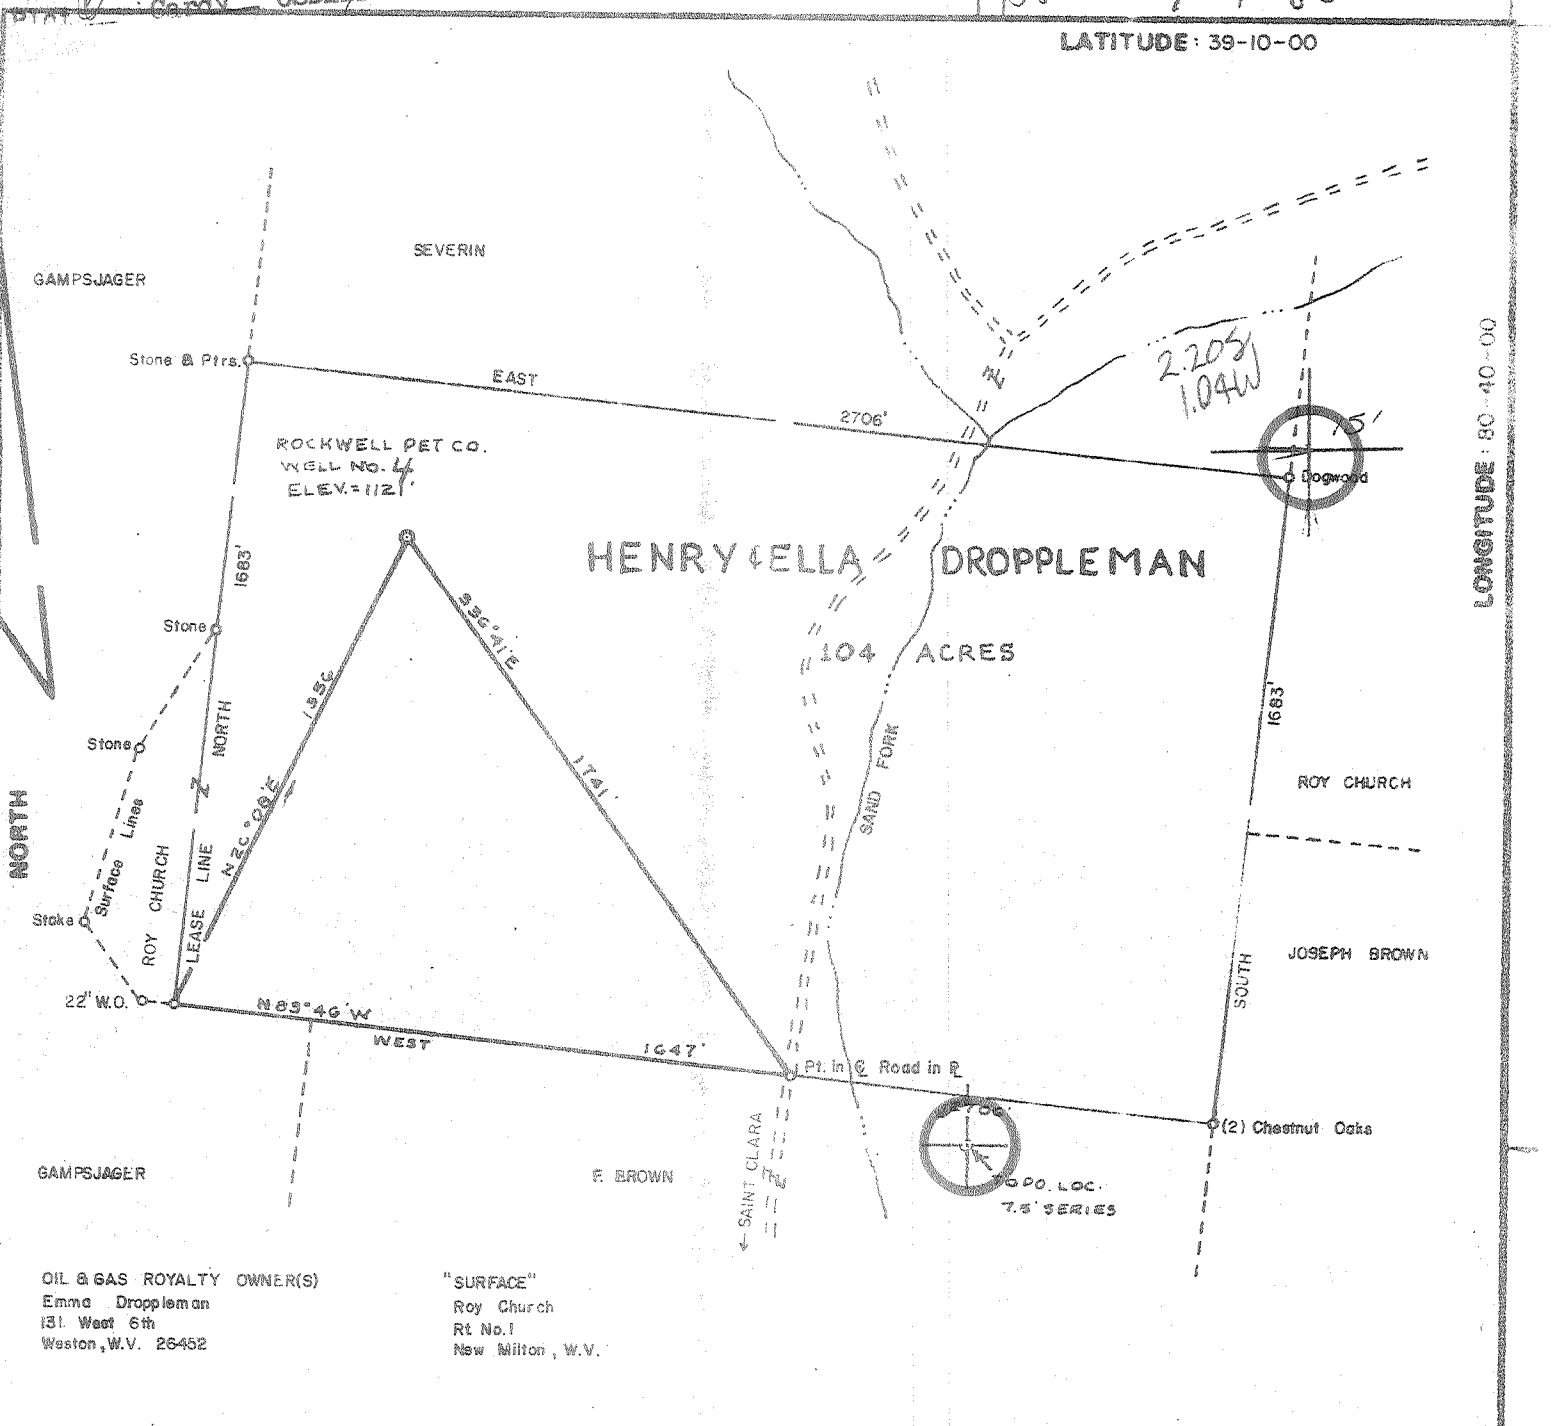 LATITUDE: 39-10-00
LONGITUDE: 80-40-00
SEVERIN
GAMPSJAGER
Stone & Ptrs.
EAST
2706'
2.20S
1.04W
15'
Dogwood
ROCKWELL PET CO.
WELL NO. 4
ELEV.=1121'
HENRY & ELLA DROPPLEMAN
104 ACRES
1683'
Stone
S36°41'E
1741'
NORTH
Stone
Surface Lines
ROY CHURCH
LEASE LINE
NORTH
SAND FORK
1683'
ROY CHURCH
SOUTH
JOSEPH BROWN
Stake
22" W.O.
N83°46'W
WEST
1647'
Pt. in ℄ Road in ⅊
(2) Chestnut Oaks
TOPO. LOC.
7.5' SERIES
GAMPSJAGER
F. BROWN
← SAINT CLARA
OIL & GAS ROYALTY OWNER(S)
Emma Droppleman
131 West 6th
Weston, W.V. 26452
"SURFACE"
Roy Church
Rt. No. 1
New Milton, W.V.